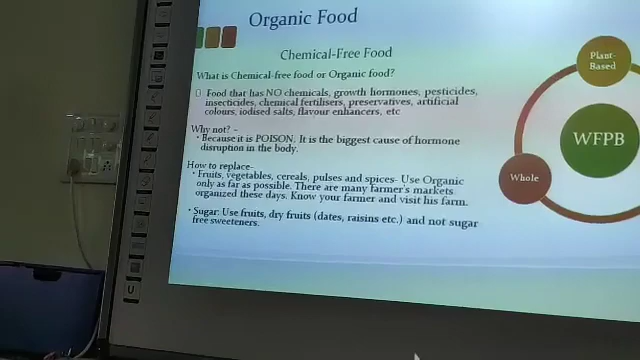 Organic Food
Chemical-Free Food
What is Chemical-free food or Organic food?
Food that has NO chemicals, growth hormones, pesticides,
insecticides, chemical fertilisers, preservatives, artificial
colours, iodised salts, flavour enhancers, etc
Why not? -
• Because it is POISON. It is the biggest cause of hormone
disruption in the body.
How to replace-
• Fruits, vegetables, cereals, pulses and spices- Use Organic
only as far as possible. There are many farmer's markets
organized these days. Know your farmer and visit his farm.
• Sugar: Use fruits, dry fruits (dates, raisins etc.) and not sugar
free sweeteners.
Plant-
Based
WFPB
Whole
U